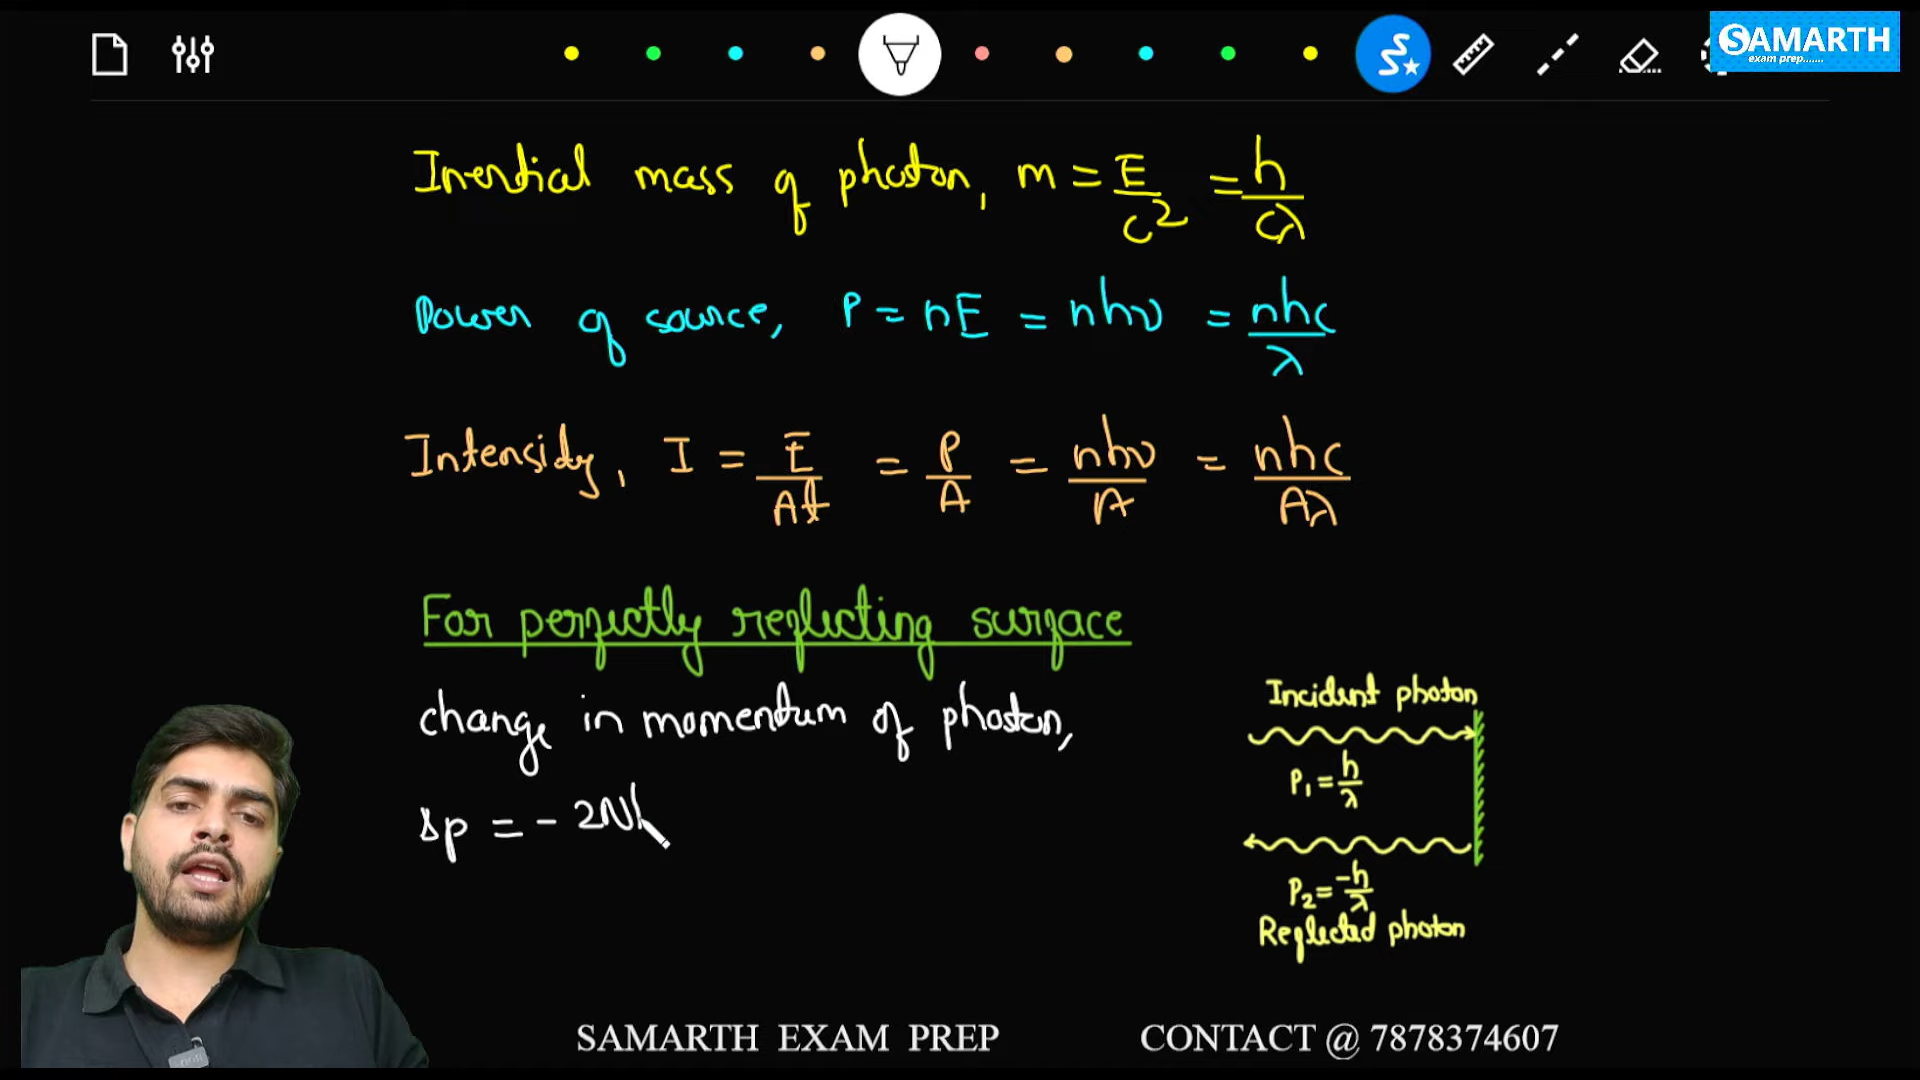 SAMARTH
exam prep.......
Inertial mass of photon, m = E/c² = h/cλ
Power of source, P = nE = nhν = nhc/λ
Intensity, I = E/At = P/A = nhν/A = nhc/Aλ
For perfectly reflecting surface
change in momentum of photon,
Δp = - 2Nh
Incident photon
P₁ = h/λ
P₂ = -h/λ
Reflected photon
SAMARTH EXAM PREP CONTACT @ 7878374607